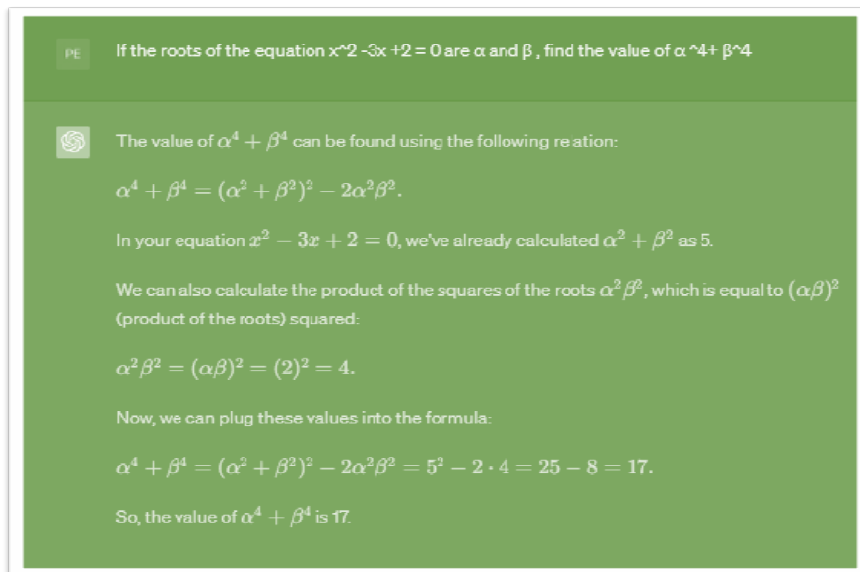 PE
If the roots of the equation x^2 -3x +2 = 0 are α and β , find the value of α ^4+ β^4
The value of α⁴ + β⁴ can be found using the following relation:
α⁴ + β⁴ = (α² + β²)² − 2α²β².
In your equation x² − 3x + 2 = 0, we've already calculated α² + β² as 5.
We can also calculate the product of the squares of the roots α²β², which is equal to (αβ)²
(product of the roots) squared:
α²β² = (αβ)² = (2)² = 4.
Now, we can plug these values into the formula:
α⁴ + β⁴ = (α² + β²)² − 2α²β² = 5² − 2 · 4 = 25 − 8 = 17.
So, the value of α⁴ + β⁴ is 17.